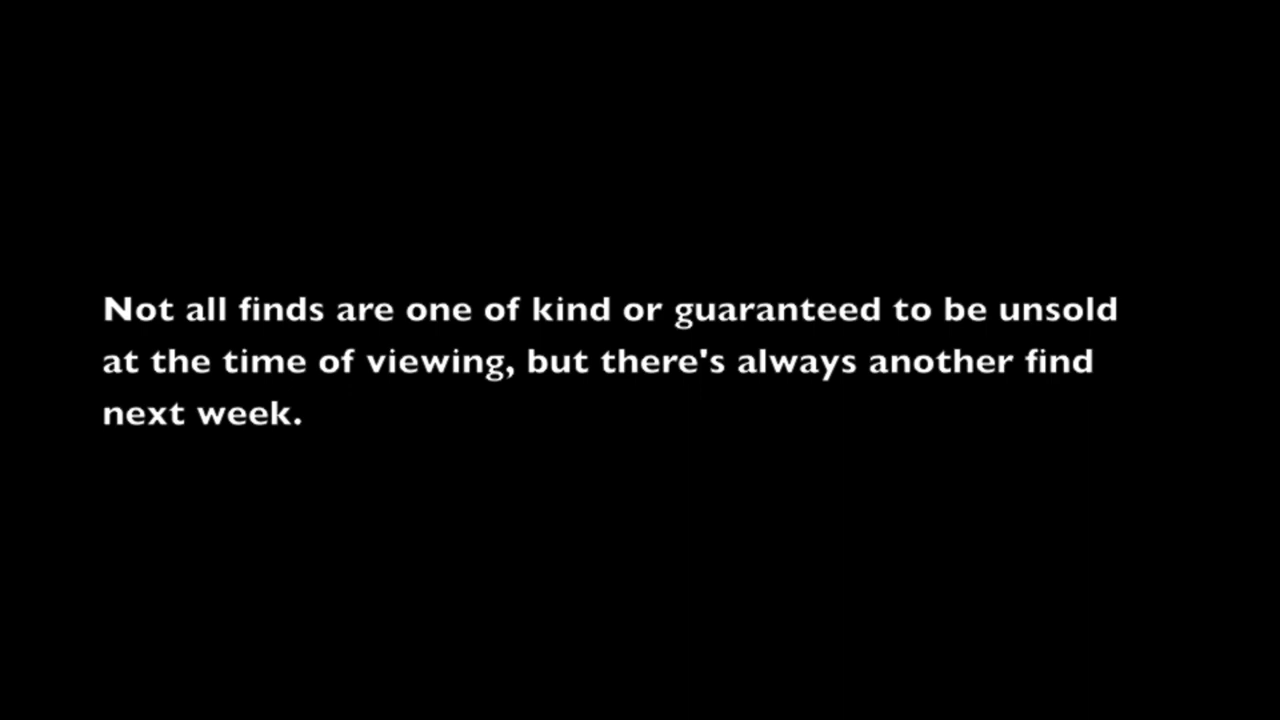 Not all finds are one of kind or guaranteed to be unsold
at the time of viewing, but there's always another find
next week.